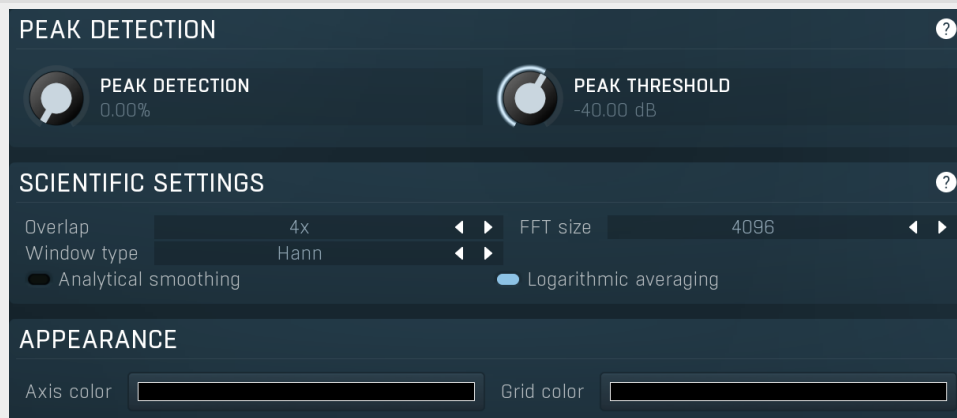 PEAK DETECTION
?
PEAK DETECTION
0.00%
PEAK THRESHOLD
-40.00 dB
SCIENTIFIC SETTINGS
?
Overlap 4x FFT size 4096
Window type Hann
Analytical smoothing Logarithmic averaging
APPEARANCE
Axis color Grid color